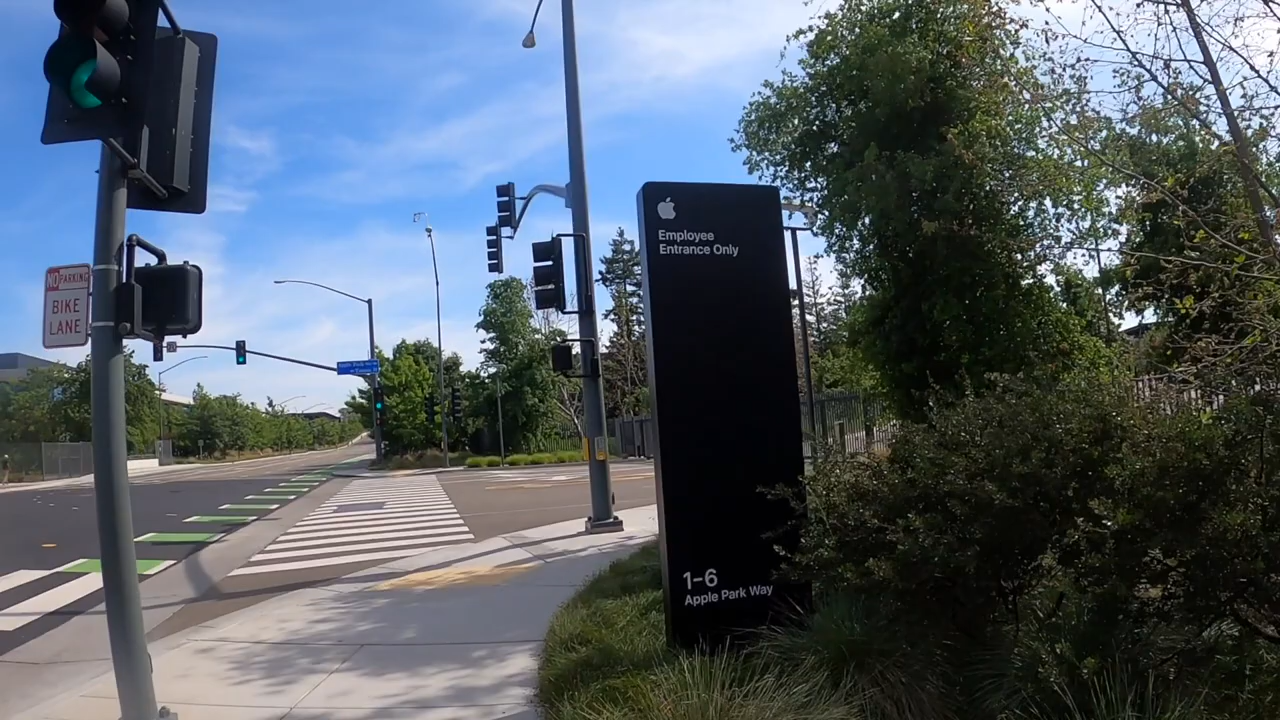 NO PARKING
BIKE
LANE
Employee
Entrance Only
1–6
Apple Park Way